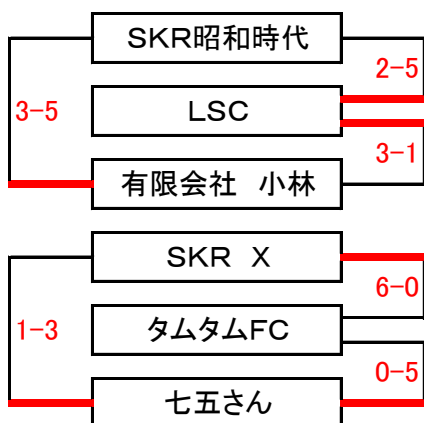 SKR昭和時代
2-5
3-5
LSC
3-1
有限会社 小林
SKR X
6-0
1-3
タムタムFC
0-5
七五さん